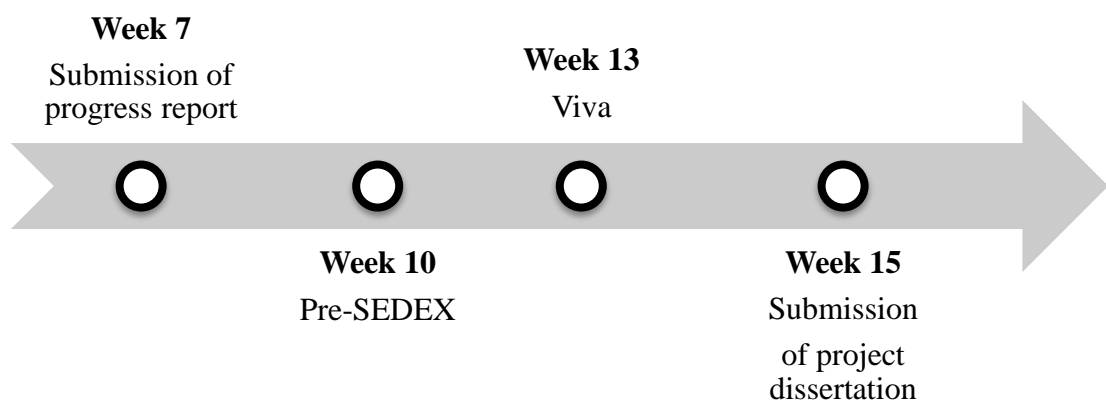 Week 7
Submission of
progress report
Week 10
Pre-SEDEX
Week 13
Viva
Week 15
Submission
of project
dissertation